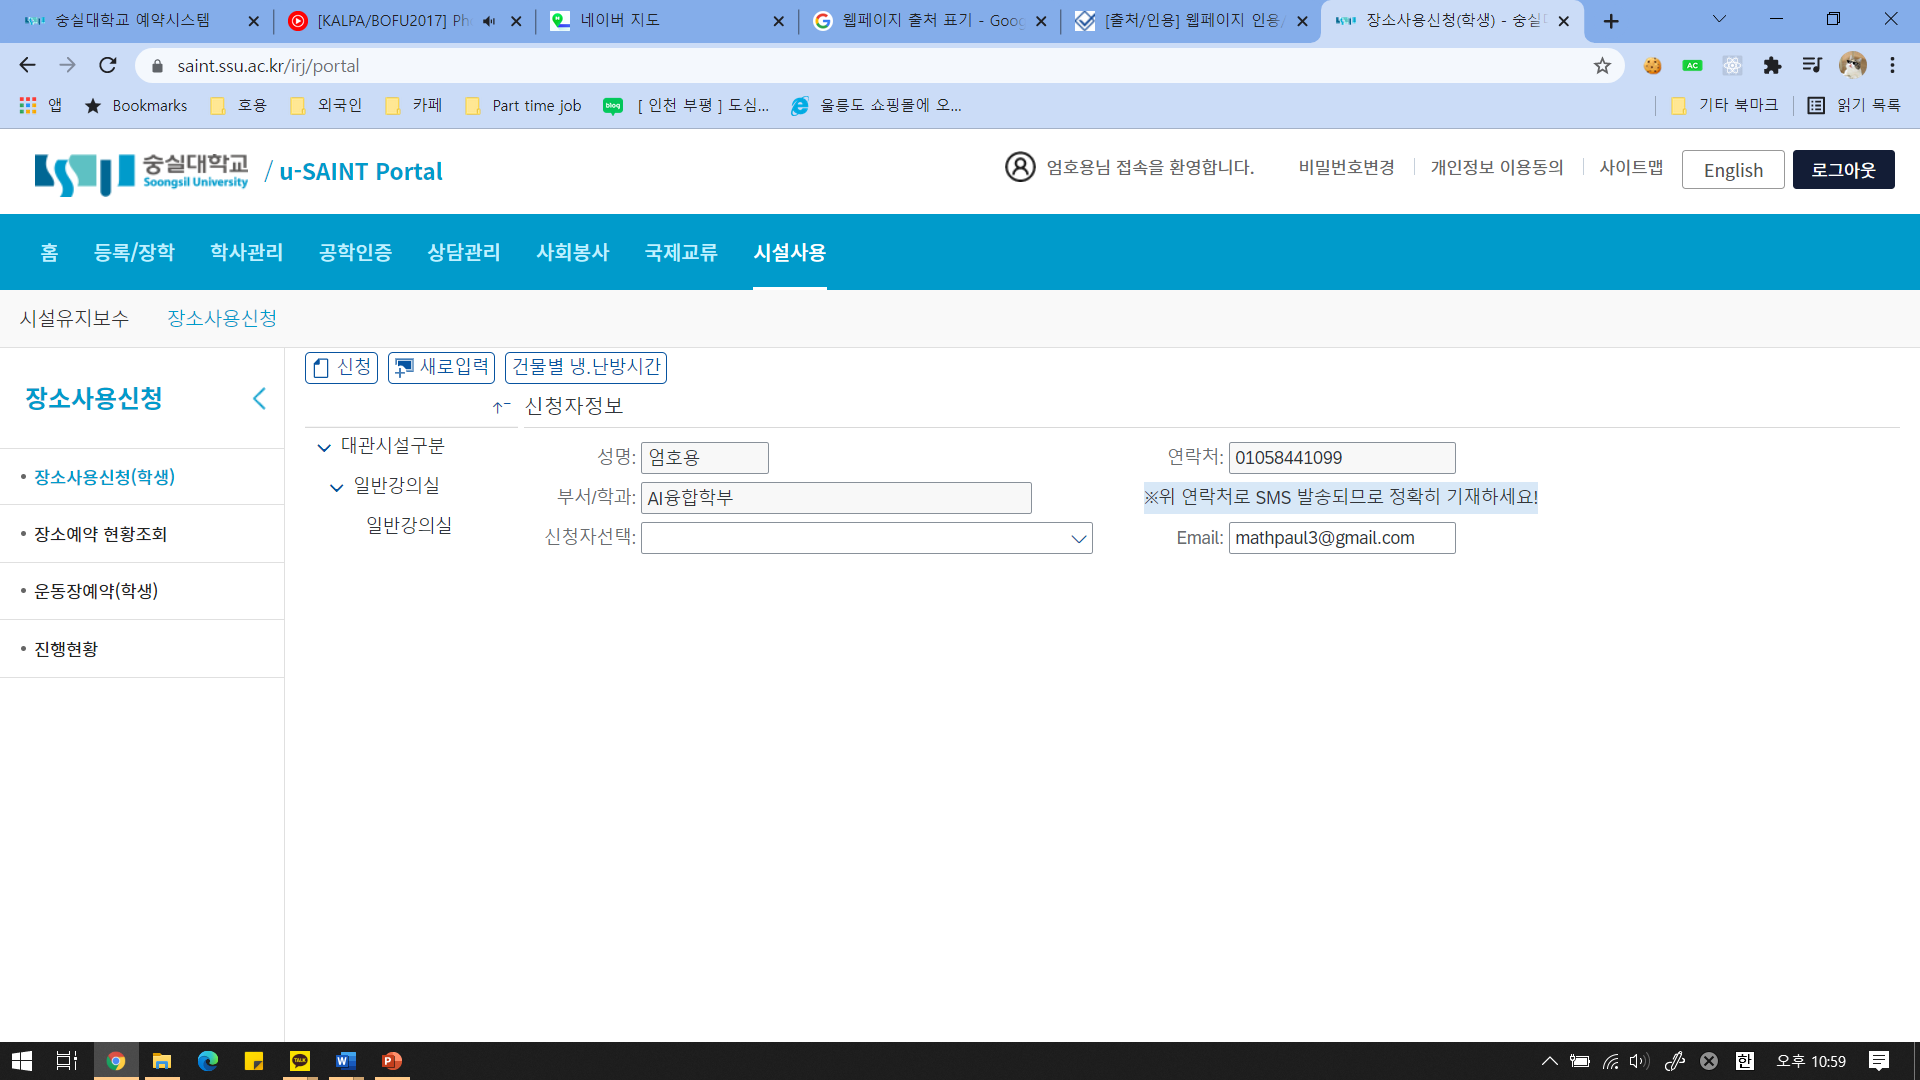 숭실대학교 예약시스템
[KALPA/BOFU2017] Ph
네이버 지도
웹페이지 출처 표기 - Goog
[출처/인용] 웹페이지 인용/
장소사용신청(학생) - 숭실대
saint.ssu.ac.kr/irj/portal
AC
앱
Bookmarks
호용
외국인
카페
Part time job
blog
[ 인천 부평 ] 도심...
울릉도 쇼핑몰에 오...
기타 북마크
읽기 목록
숭실대학교
Soongsil University
/ u-SAINT Portal
엄호용님 접속을 환영합니다.
비밀번호변경
개인정보 이용동의
사이트맵
English
로그아웃
홈
등록/장학
학사관리
공학인증
상담관리
사회봉사
국제교류
시설사용
시설유지보수
장소사용신청
장소사용신청
장소사용신청(학생)
장소예약 현황조회
운동장예약(학생)
진행현황
신청
새로입력
건물별 냉.난방시간
대관시설구분
일반강의실
일반강의실
신청자정보
성명: 엄호용
연락처: 01058441099
부서/학과: AI융합학부
※위 연락처로 SMS 발송되므로 정확히 기재하세요!
신청자선택:
Email: mathpaul3@gmail.com
TALK
W
P
한
오후 10:59